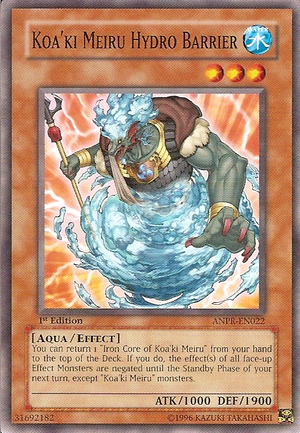 Koa'ki Meiru Hydro Barrier
水
1st Edition
ANPR-EN022
[Aqua / Effect]
You can return 1 "Iron Core of Koa'ki Meiru" from your hand
to the top of the Deck. If you do, the effect(s) of all face-up
Effect Monsters are negated until the Standby Phase of your
next turn, except "Koa'ki Meiru" monsters.
ATK/1000 DEF/1900
31692182
©1996 KAZUKI TAKAHASHI